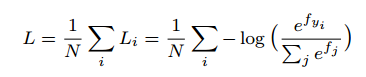 L = \frac{1}{N} \sum_i L_i = \frac{1}{N} \sum_i - \log \left( \frac{e^{f_{y_i}}}{\sum_j e^{f_j}} \right)